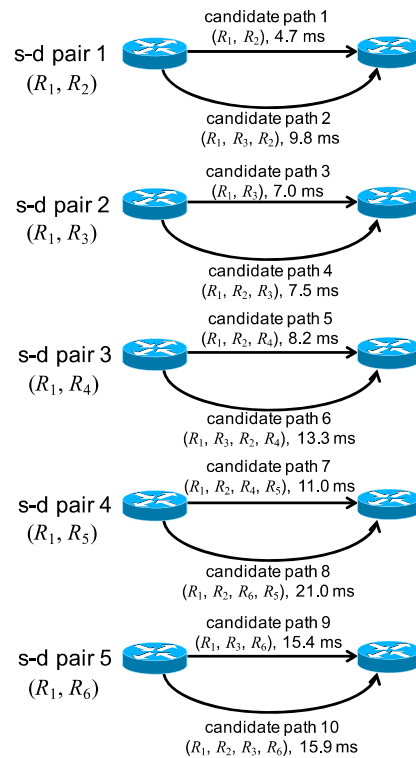 candidate path 1
(R1, R2), 4.7 ms
s-d pair 1
(R1, R2)
candidate path 2
(R1, R3, R2), 9.8 ms
candidate path 3
(R1, R3), 7.0 ms
s-d pair 2
(R1, R3)
candidate path 4
(R1, R2, R3), 7.5 ms
candidate path 5
(R1, R2, R4), 8.2 ms
s-d pair 3
(R1, R4)
candidate path 6
(R1, R3, R2, R4), 13.3 ms
candidate path 7
(R1, R2, R4, R5), 11.0 ms
s-d pair 4
(R1, R5)
candidate path 8
(R1, R2, R6, R5), 21.0 ms
candidate path 9
(R1, R3, R6), 15.4 ms
s-d pair 5
(R1, R6)
candidate path 10
(R1, R2, R3, R6), 15.9 ms